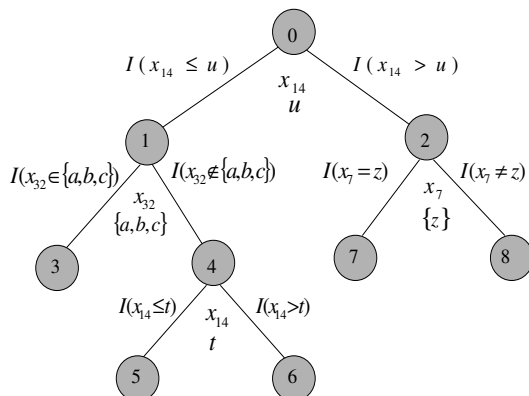 0
I ( x₁₄ ≤ u )
I ( x₁₄ > u )
x₁₄
u
1
2
I(x₃₂∈{a,b,c})
I(x₃₂∉{a,b,c})
I(x₇=z)
I(x₇≠z)
x₃₂
{a,b,c}
x₇
{z}
3
4
7
8
I(x₁₄≤t)
I(x₁₄>t)
x₁₄
t
5
6